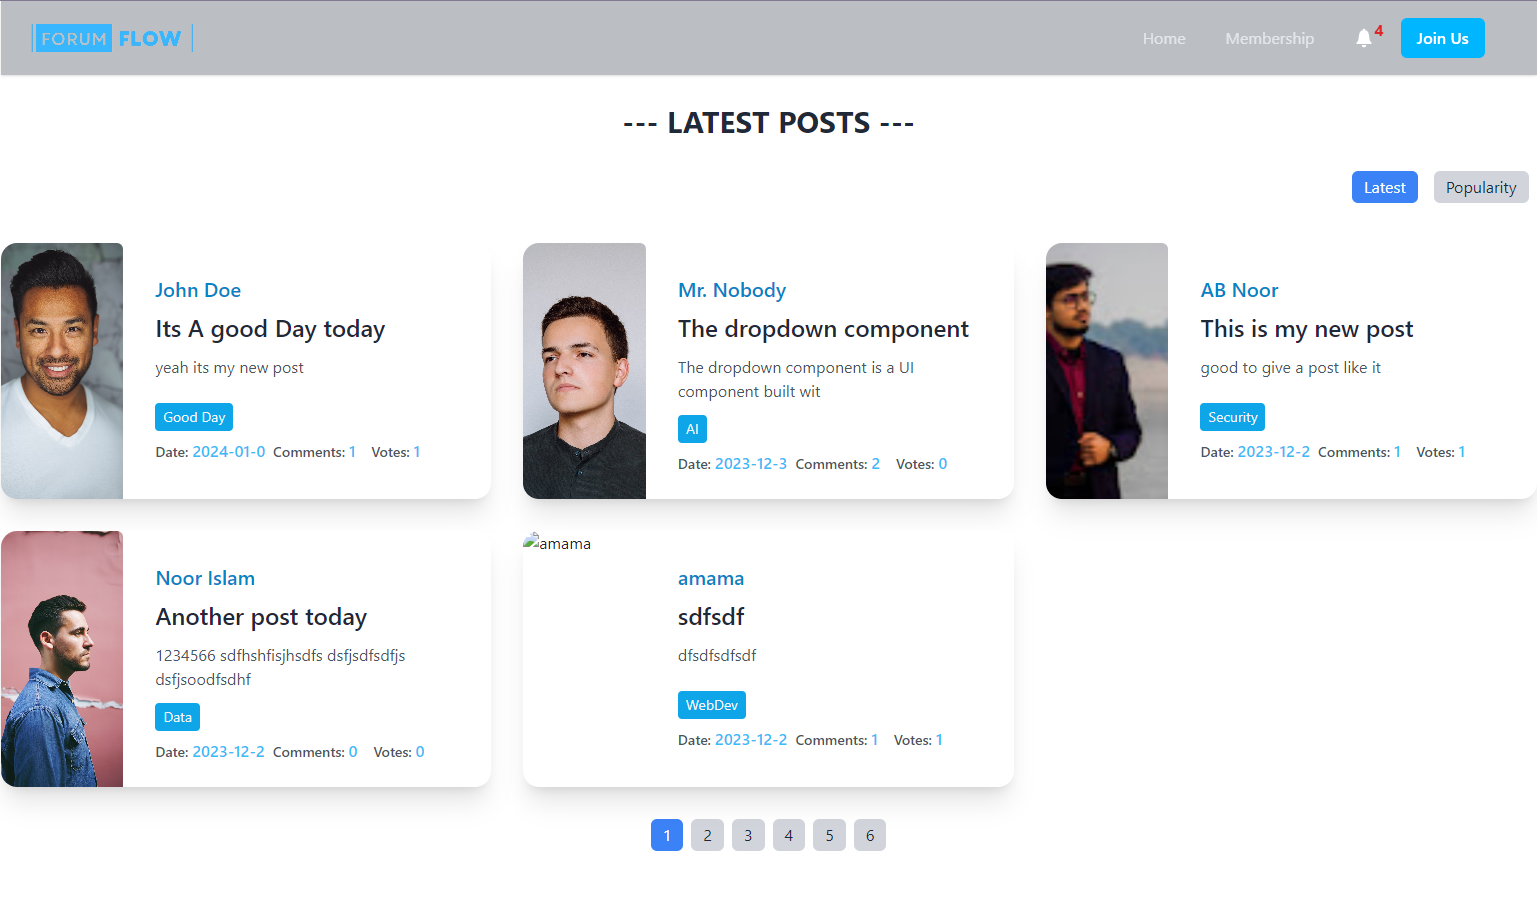 FORUM FLOW
Home
Membership
4
Join Us
--- LATEST POSTS ---
Latest
Popularity
John Doe
Its A good Day today
yeah its my new post
Good Day
Date: 2024-01-0 Comments: 1 Votes: 1
Mr. Nobody
The dropdown component
The dropdown component is a UI
component built wit
AI
Date: 2023-12-3 Comments: 2 Votes: 0
AB Noor
This is my new post
good to give a post like it
Security
Date: 2023-12-2 Comments: 1 Votes: 1
Noor Islam
Another post today
1234566 sdfhshfisjhsdfs dsfjsdfsdfjs
dsfjsoodfsdhf
Data
Date: 2023-12-2 Comments: 0 Votes: 0
amama
amama
sdfsdf
dfsdfsdfsdf
WebDev
Date: 2023-12-2 Comments: 1 Votes: 1
1 2 3 4 5 6